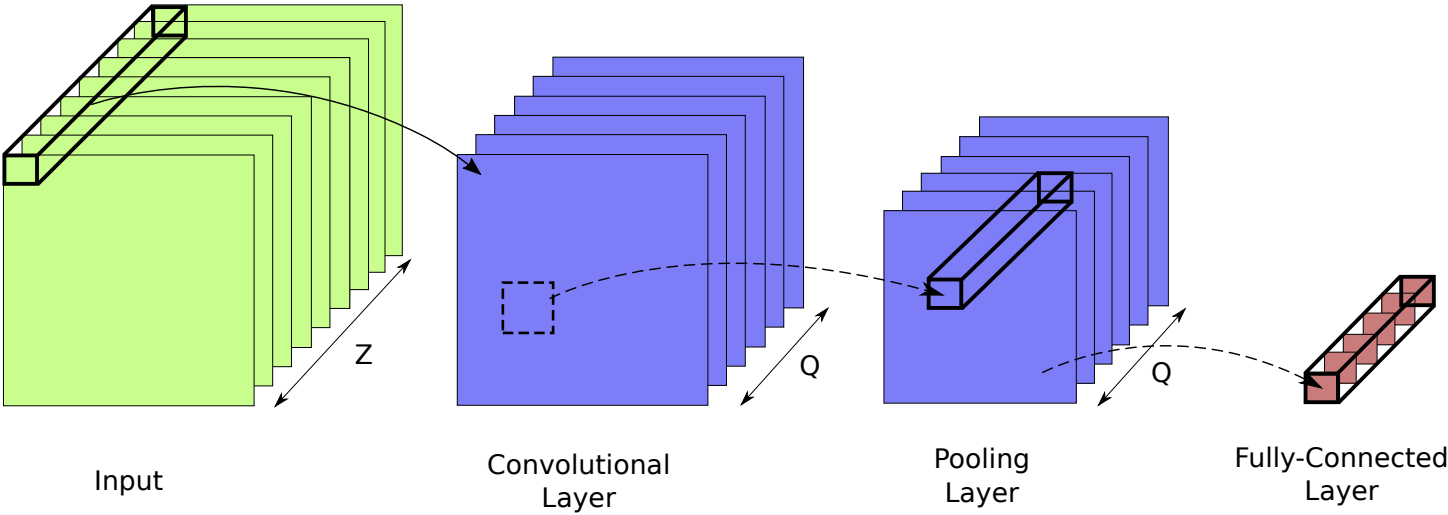 Z
Q
Q
Input
Convolutional
Layer
Pooling
Layer
Fully-Connected
Layer